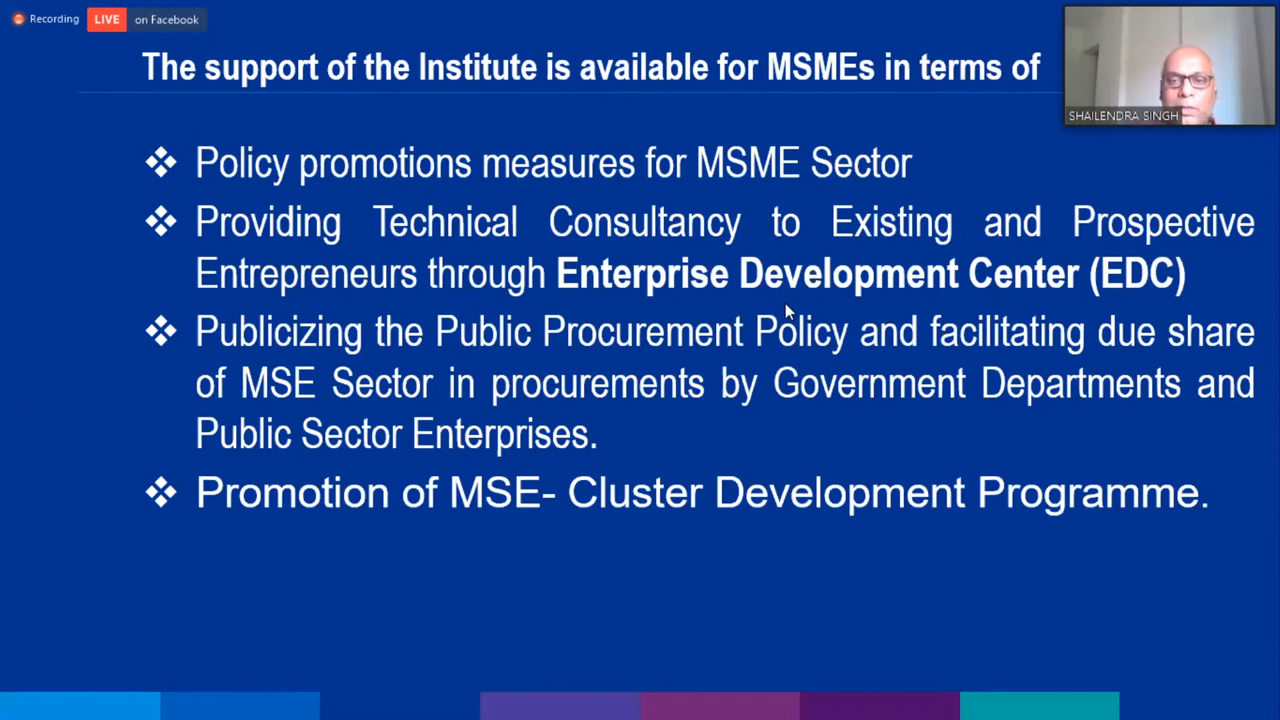 Recording
LIVE on Facebook
The support of the Institute is available for MSMEs in terms of
SHAILENDRA SINGH
❖ Policy promotions measures for MSME Sector
❖ Providing Technical Consultancy to Existing and Prospective
Entrepreneurs through Enterprise Development Center (EDC)
❖ Publicizing the Public Procurement Policy and facilitating due share
of MSE Sector in procurements by Government Departments and
Public Sector Enterprises.
❖ Promotion of MSE- Cluster Development Programme.